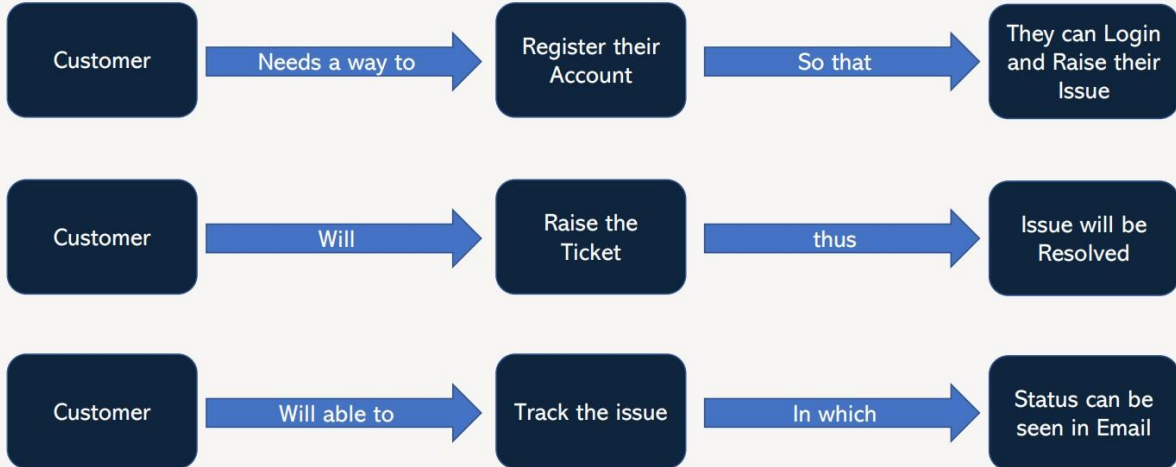 Customer
Needs a way to
Register their
Account
So that
They can Login
and Raise their
Issue
Customer
Will
Raise the
Ticket
thus
Issue will be
Resolved
Customer
Will able to
Track the issue
In which
Status can be
seen in Email